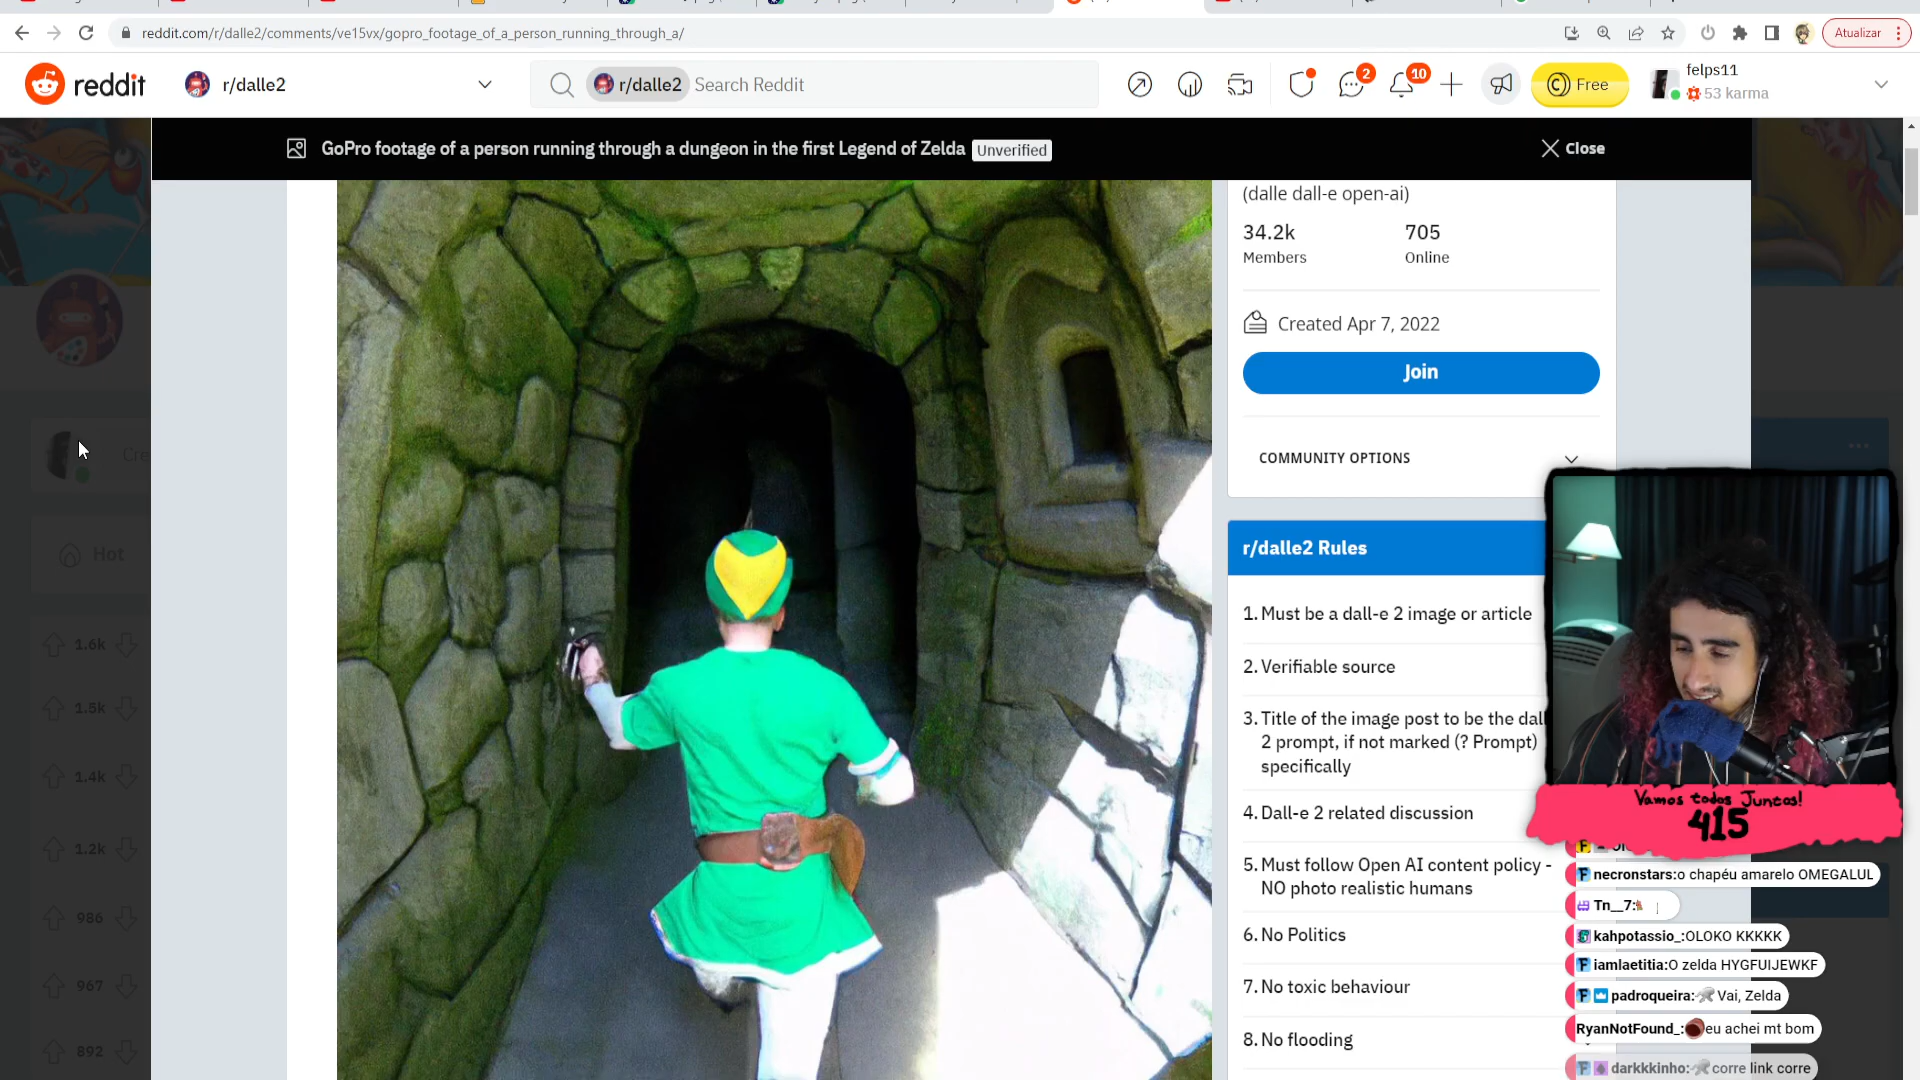 reddit.com/r/dalle2/comments/ve15vx/gopro_footage_of_a_person_running_through_a/
Atualizar
reddit
r/dalle2
r/dalle2 Search Reddit
2
10
Free
felps11
53 karma
GoPro footage of a person running through a dungeon in the first Legend of Zelda Unverified
Close
(dalle dall-e open-ai)
34.2k
705
Members
Online
Created Apr 7, 2022
Join
COMMUNITY OPTIONS
Cre
Hot
1.6k
1.5k
1.4k
1.2k
986
967
892
r/dalle2 Rules
1. Must be a dall-e 2 image or article
2. Verifiable source
3. Title of the image post to be the dal
2 prompt, if not marked (? Prompt)
specifically
4. Dall-e 2 related discussion
5. Must follow Open AI content policy -
NO photo realistic humans
6. No Politics
7. No toxic behaviour
8. No flooding
Vamos todos Juntos!
415
necronstars:o chapéu amarelo OMEGALUL
Tn__7:
kahpotassio_:OLOKO KKKKK
iamlaetitia:O zelda HYGFUIJEWKF
padroqueira: Vai, Zelda
RyanNotFound_: eu achei mt bom
darkkkinho: corre link corre